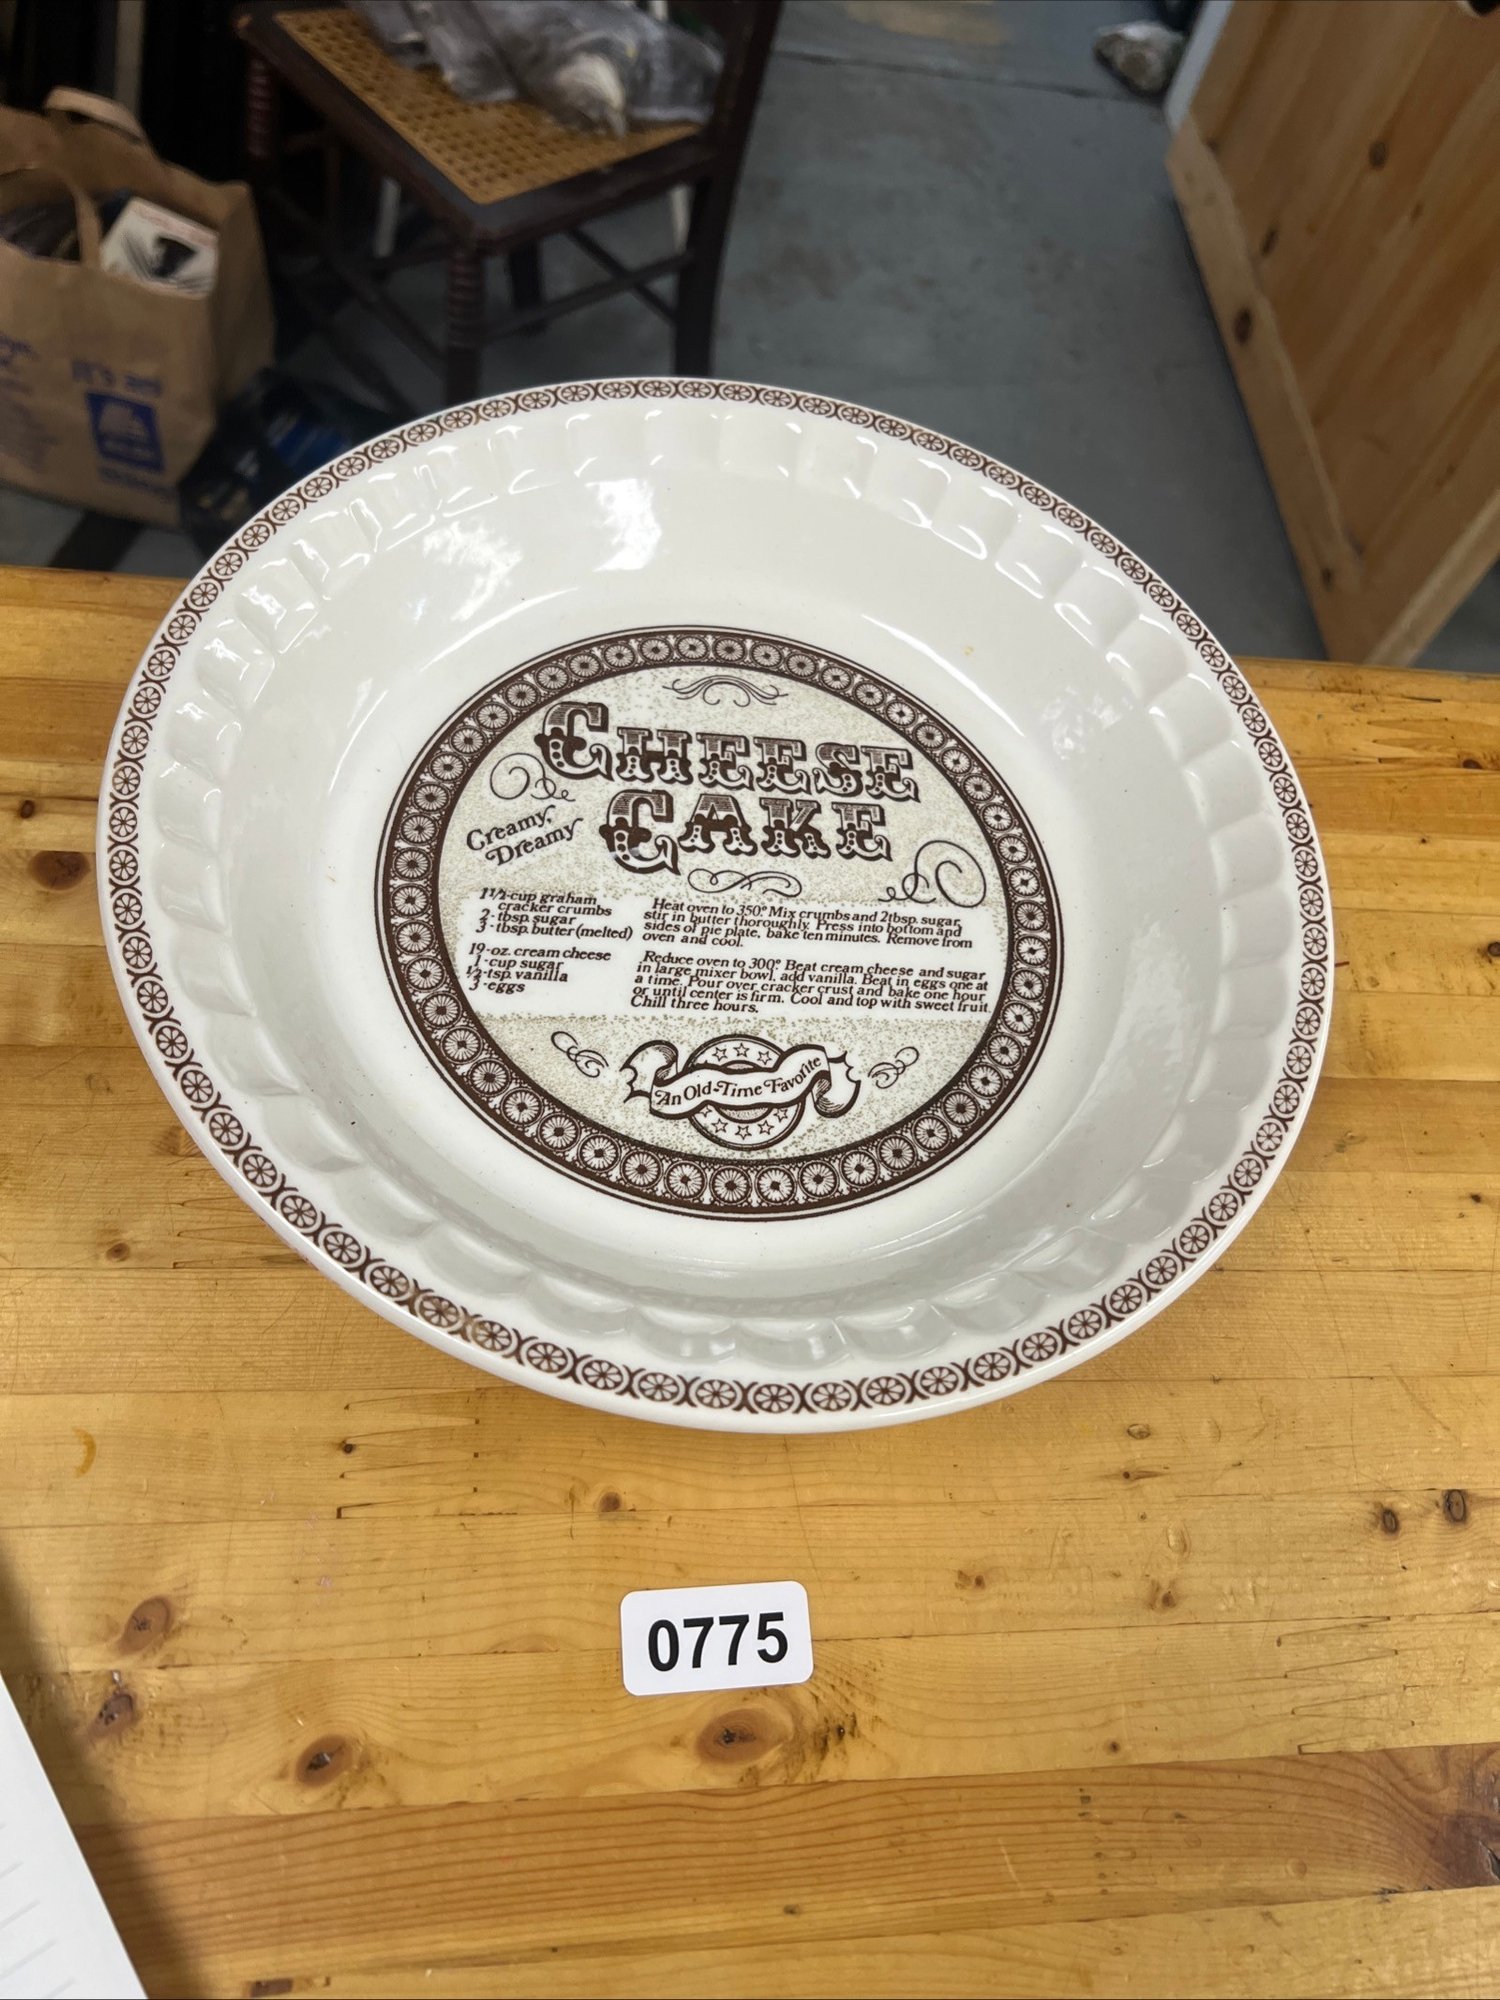 CHEESE
CAKE
Creamy,
Dreamy
1 1/2-cup graham
cracker crumbs
2-tbsp. sugar
3-tbsp. butter (melted)
19-oz. cream cheese
1-cup sugar
1/2-tsp. vanilla
3-eggs
Heat oven to 350°. Mix crumbs and 2tbsp. sugar,
stir in butter thoroughly. Press into bottom and
sides of pie plate, bake ten minutes. Remove from
oven and cool.
Reduce oven to 300°. Beat cream cheese and sugar
in large mixer bowl, add vanilla. Beat in eggs one at
a time. Pour over cracker crust and bake one hour
or until center is firm. Cool and top with sweet fruit.
Chill three hours.
An Old-Time Favorite
0775